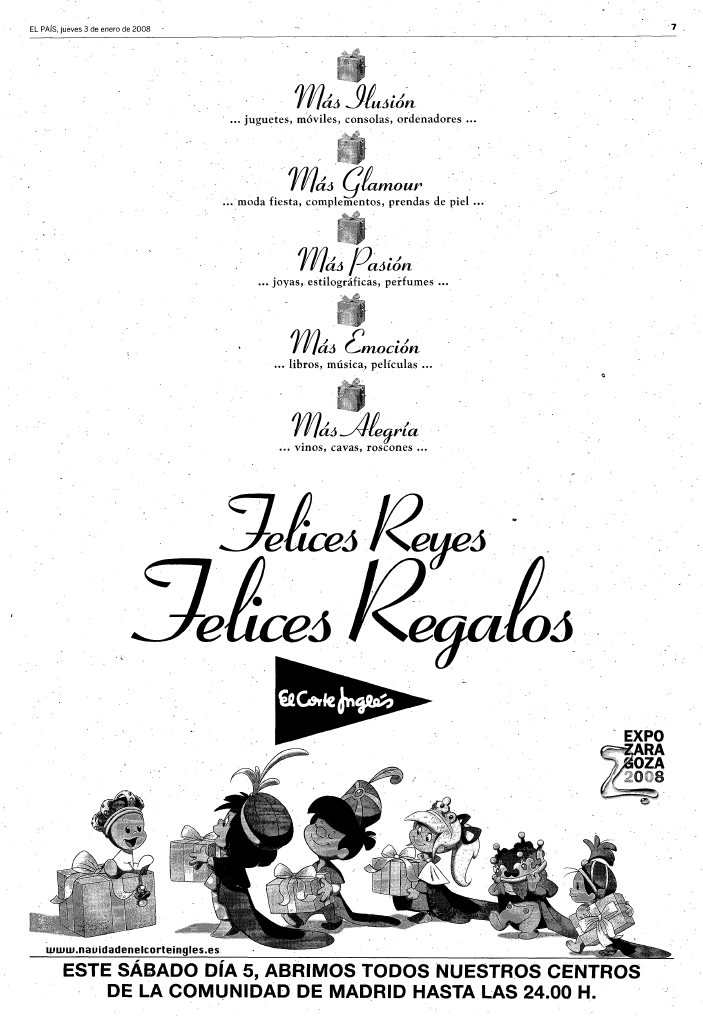 EL PAÍS, jueves 3 de enero de 2008
7
Más Ilusión
... juguetes, móviles, consolas, ordenadores ...
Más Glamour
... moda fiesta, complementos, prendas de piel ...
Más Pasión
... joyas, estilográficas, perfumes ...
Más Emoción
... libros, música, películas ...
Más Alegría
... vinos, cavas, roscones ...
Felices Reyes
Felices Regalos
El Corte Inglés
EXPO
ZARA
GOZA
2008
www.navidadenelcorteingles.es
ESTE SÁBADO DÍA 5, ABRIMOS TODOS NUESTROS CENTROS
DE LA COMUNIDAD DE MADRID HASTA LAS 24.00 H.